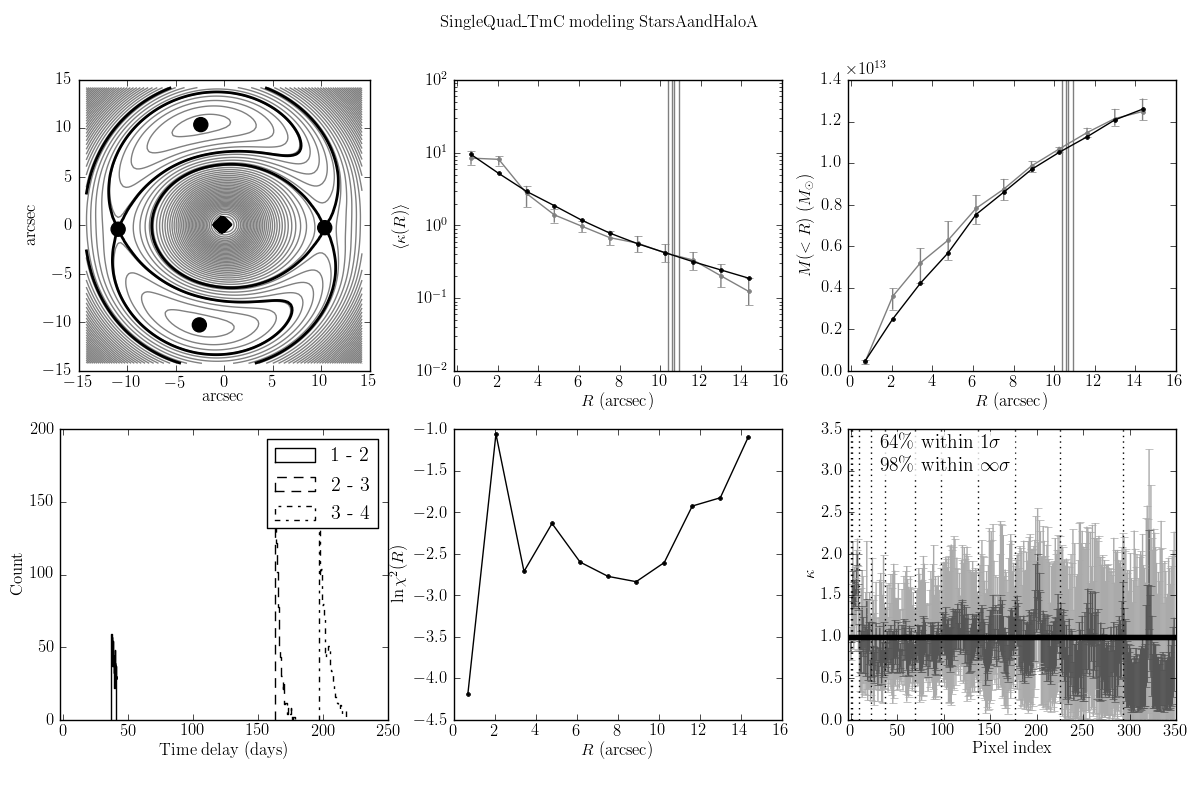 SingleQuad_TmC modeling StarsAandHaloA
15
10
5
0
−5
−10
−15
−15 −10 −5 0 5 10 15
arcsec
arcsec
10²
10¹
10⁰
10⁻¹
10⁻²
0 2 4 6 8 10 12 14 16
R (arcsec)
⟨κ(R)⟩
×10¹³
1.4
1.2
1.0
0.8
0.6
0.4
0.2
0.0
0 2 4 6 8 10 12 14 16
R (arcsec)
M(< R) (M⊙)
200
150
100
50
0
0 50 100 150 200 250
Time delay (days)
Count
1 - 2
2 - 3
3 - 4
−1.0
−1.5
−2.0
−2.5
−3.0
−3.5
−4.0
−4.5
0 2 4 6 8 10 12 14 16
R (arcsec)
ln χ²(R)
3.5
3.0
2.5
2.0
1.5
1.0
0.5
0.0
0 50 100 150 200 250 300 350
Pixel index
κ
64% within 1σ
98% within ∞σ